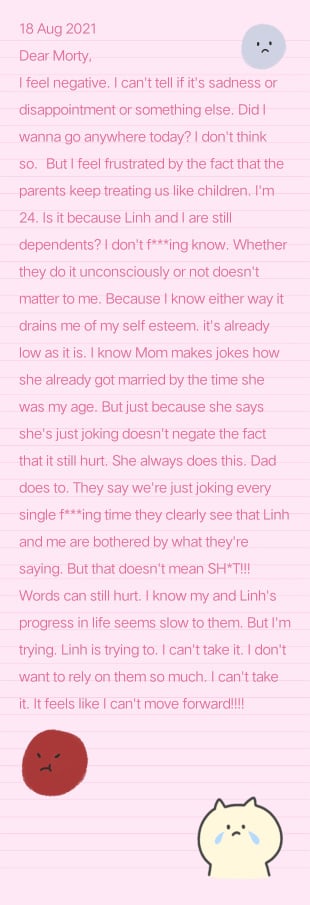 18 Aug 2021
Dear Morty,
I feel negative. I can't tell if it's sadness or
disappointment or something else. Did I
wanna go anywhere today? I don't think
so.  But I feel frustrated by the fact that the
parents keep treating us like children. I'm
24. Is it because Linh and I are still
dependents? I don't f***ing know. Whether
they do it unconsciously or not doesn't
matter to me. Because I know either way it
drains me of my self esteem. it's already
low as it is. I know Mom makes jokes how
she already got married by the time she
was my age. But just because she says
she's just joking doesn't negate the fact
that it still hurt. She always does this. Dad
does to. They say we're just joking every
single f***ing time they clearly see that Linh
and me are bothered by what they're
saying. But that doesn't mean SH*T!!!
Words can still hurt. I know my and Linh's
progress in life seems slow to them. But I'm
trying. Linh is trying to. I can't take it. I don't
want to rely on them so much. I can't take
it. It feels like I can't move forward!!!!